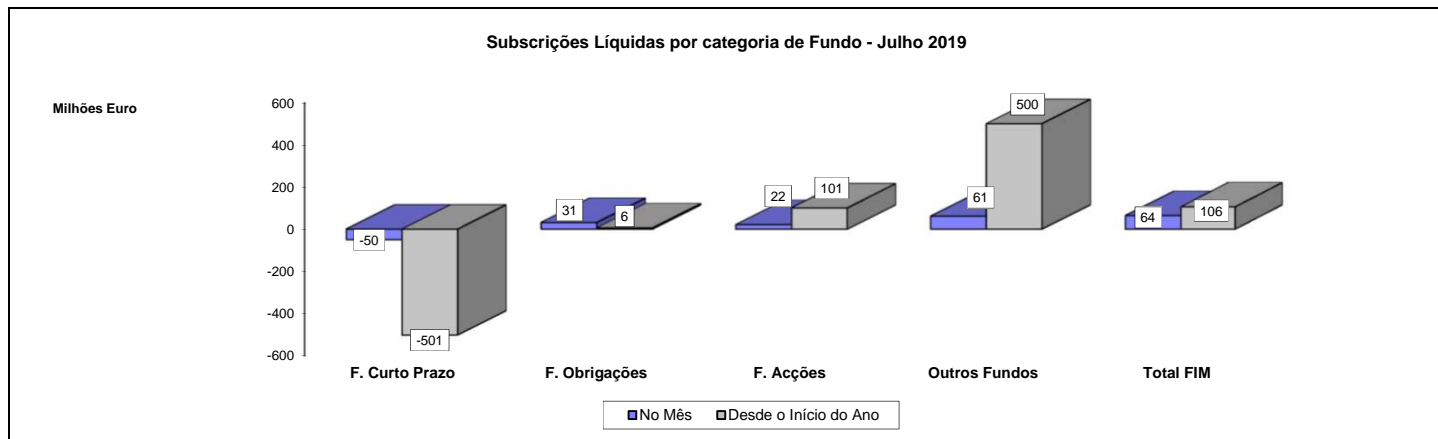 Subscrições Líquidas por categoria de Fundo - Julho 2019
Milhões Euro
600
400
200
0
-200
-400
-600
-50
-501
31
6
22
101
61
500
64
106
F. Curto Prazo
F. Obrigações
F. Acções
Outros Fundos
Total FIM
No Mês
Desde o Início do Ano